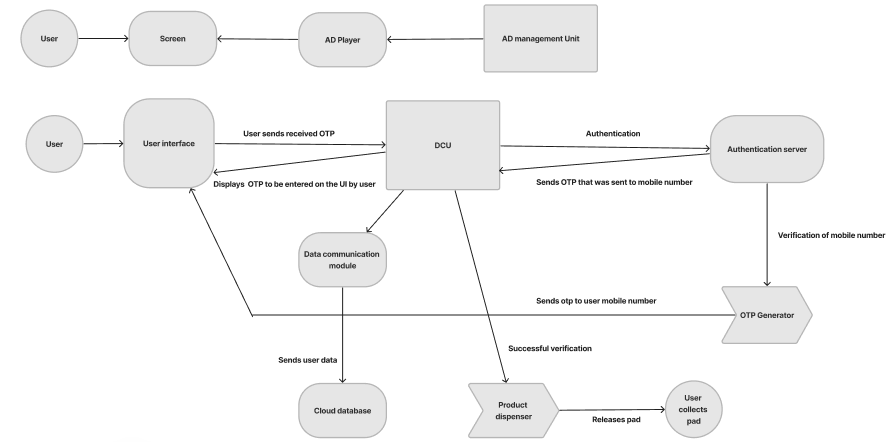 User
Screen
AD Player
AD management Unit
User
User interface
User sends received OTP
DCU
Authentication
Authentication server
Displays OTP to be entered on the UI by user
Sends OTP that was sent to mobile number
Verification of mobile number
Data communication
module
Sends otp to user mobile number
OTP Generator
Successful verification
Sends user data
Cloud database
Product
dispenser
Releases pad
User
collects
pad